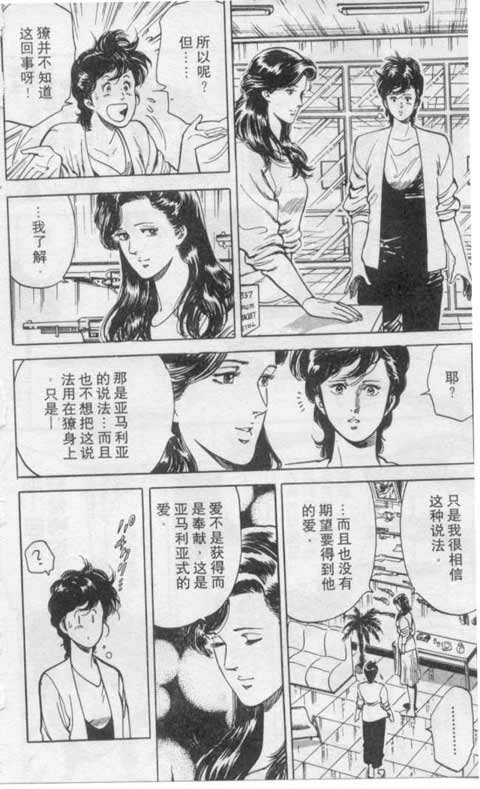 所以呢？
但……
獠并不知道
这回事呀！
…我了解．
337
耶？
那是亚马利亚
的说法…而且
也不想把这说
法用在獠身上
．只是—
只是我很相信
这种说法．
…而且也没有
期望要得到他
的爱．
………
爱不是获得而
是奉献，这是
亚马利亚式的
爱．
？